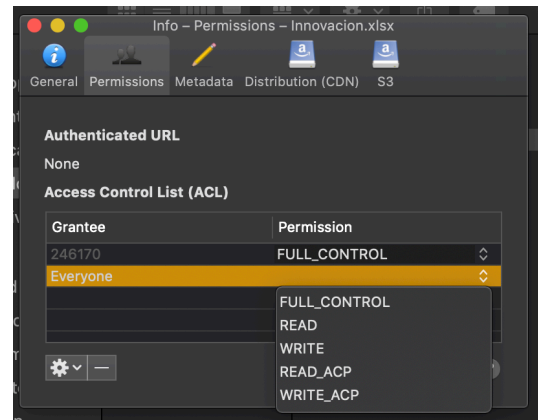 Info – Permissions – Innovacion.xlsx
General Permissions Metadata Distribution (CDN) S3
Authenticated URL
None
Access Control List (ACL)
Grantee Permission
246170 FULL_CONTROL
Everyone
FULL_CONTROL
READ
WRITE
READ_ACP
WRITE_ACP